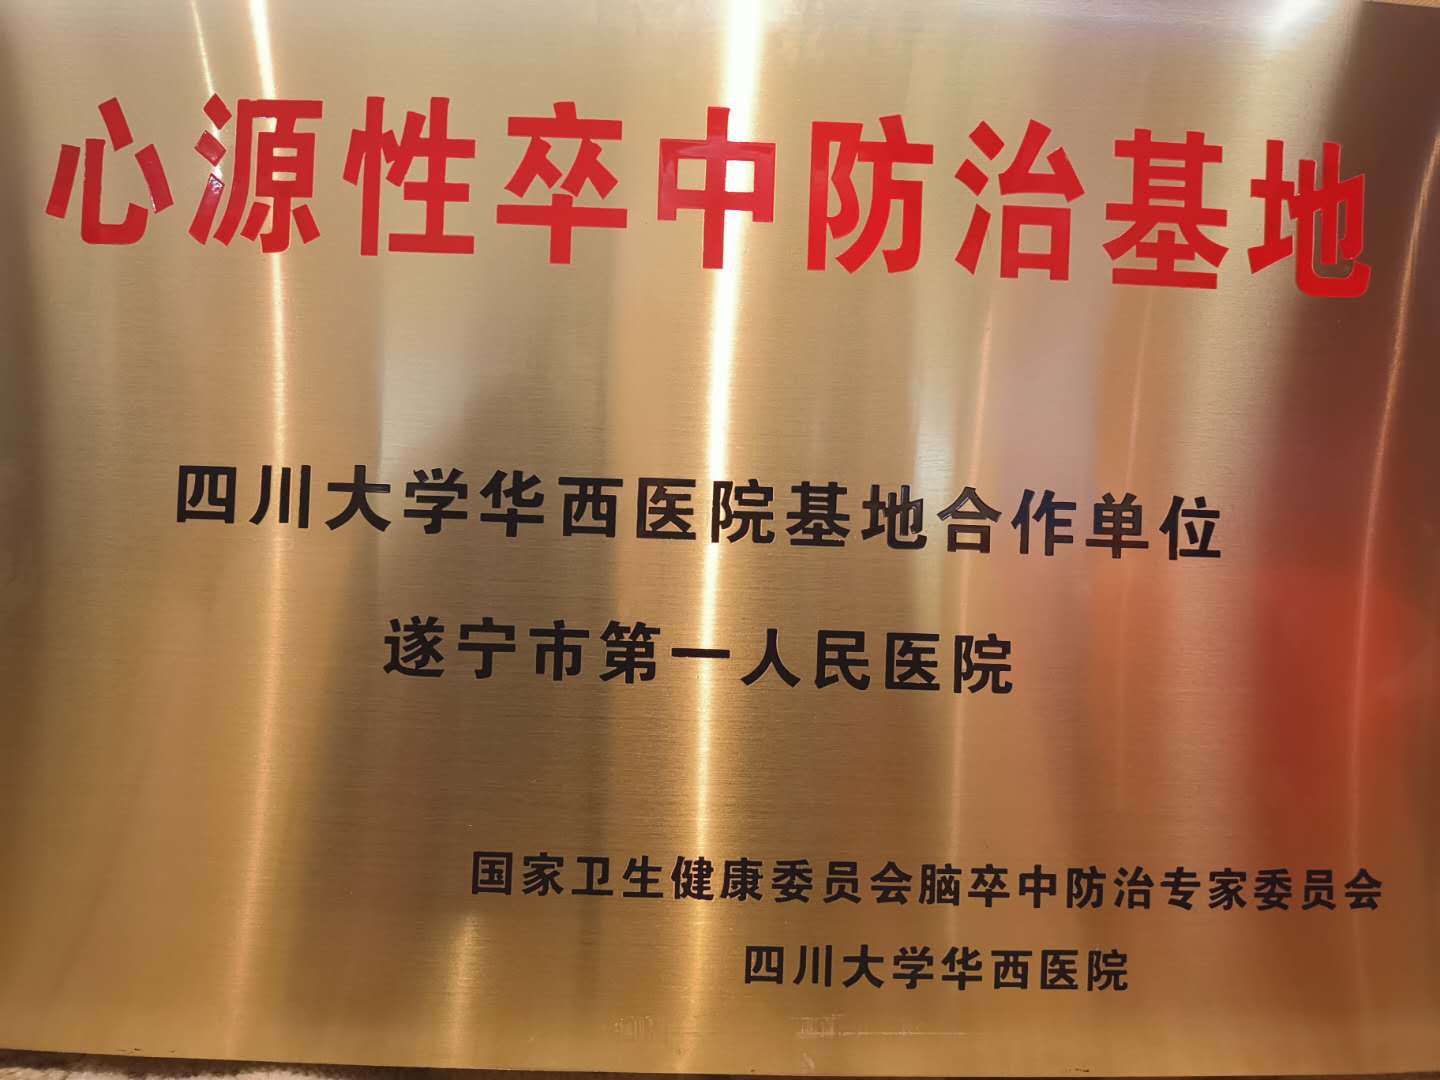 心源性卒中防治基地
四川大学华西医院基地合作单位
遂宁市第一人民医院
国家卫生健康委员会脑卒中防治专家委员会
四川大学华西医院